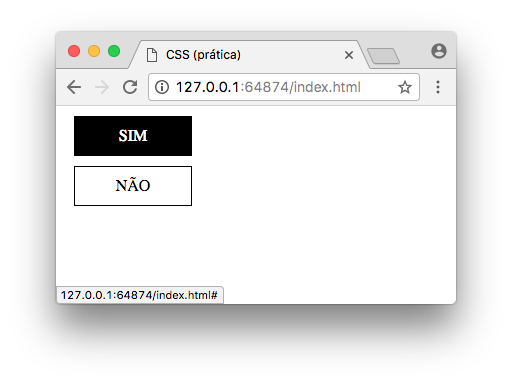 CSS (prática)
127.0.0.1:64874/index.html
SIM
NÃO
127.0.0.1:64874/index.html#